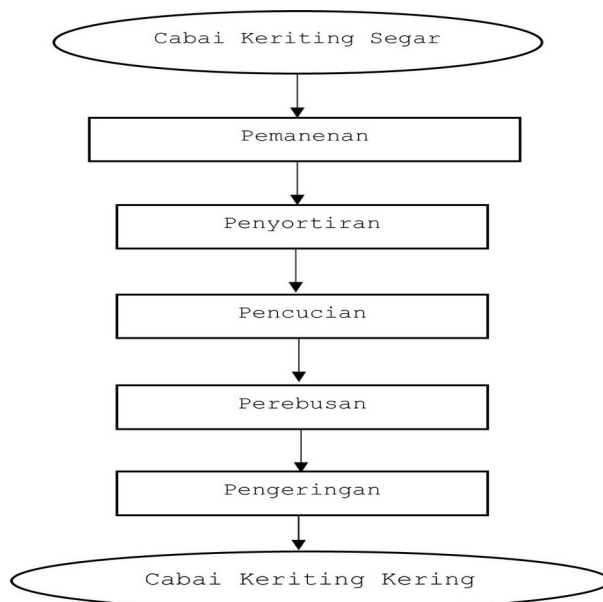 Cabai Keriting Segar
Pemanenan
Penyortiran
Pencucian
Perebusan
Pengeringan
Cabai Keriting Kering